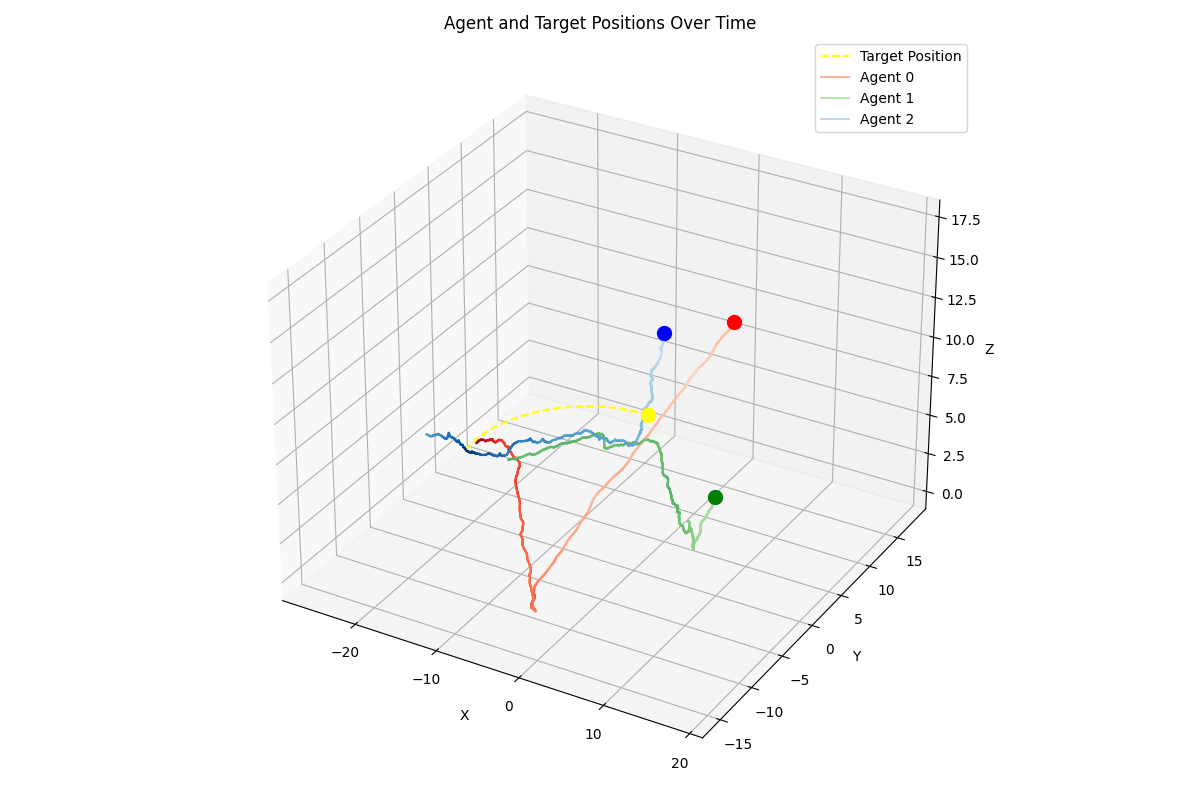 Agent and Target Positions Over Time
Target Position
Agent 0
Agent 1
Agent 2
17.5
15.0
12.5
10.0
7.5
5.0
2.5
0.0
Z
15
10
5
0
−5
−10
−15
Y
−20
−10
0
10
20
X